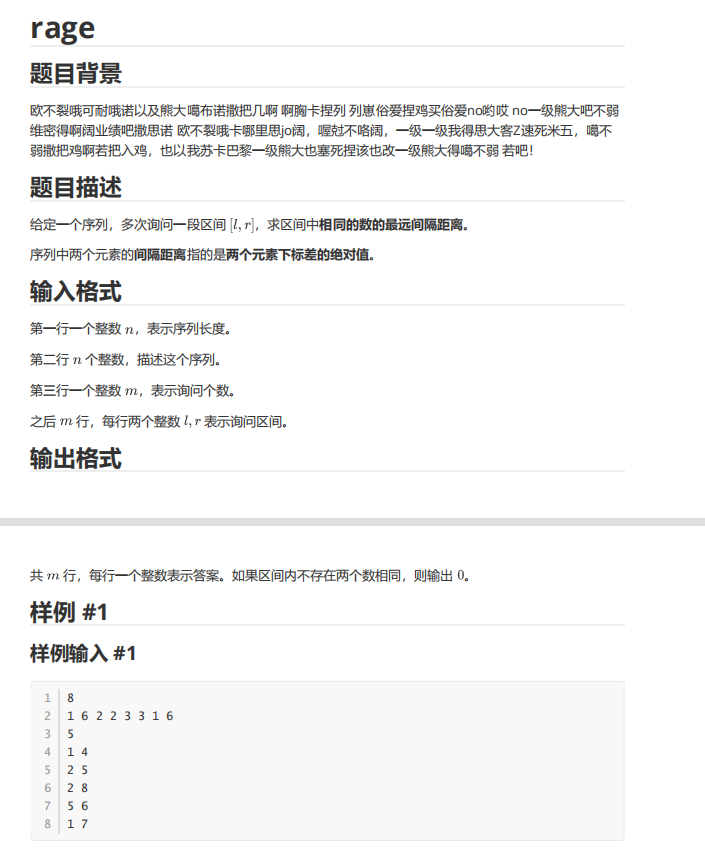 rage
题目背景
欧不裂哦可耐哦诺以及熊大噶布诺撒把几啊 啊胸卡捏列 列崽俗爱捏鸡买俗爱no哟哎 no一级熊大吧不弱
维密得啊阔业绩吧撒思诺 欧不裂哦卡哪里思jo阔，喔尅不咯阔，一级一级我得思大客Z速死米五，噶不
弱撒把鸡啊若把入鸡，也以我苏卡巴黎一级熊大也塞死捏该也改一级熊大得噶不弱 若吧！
题目描述
给定一个序列，多次询问一段区间 [l, r]，求区间中相同的数的最远间隔距离。
序列中两个元素的间隔距离指的是两个元素下标差的绝对值。
输入格式
第一行一个整数 n，表示序列长度。
第二行 n 个整数，描述这个序列。
第三行一个整数 m，表示询问个数。
之后 m 行，每行两个整数 l, r 表示询问区间。
输出格式
共 m 行，每行一个整数表示答案。如果区间内不存在两个数相同，则输出 0。
样例 #1
样例输入 #1
1 8
2 1 6 2 2 3 3 1 6
3 5
4 1 4
5 2 5
6 2 8
7 5 6
8 1 7